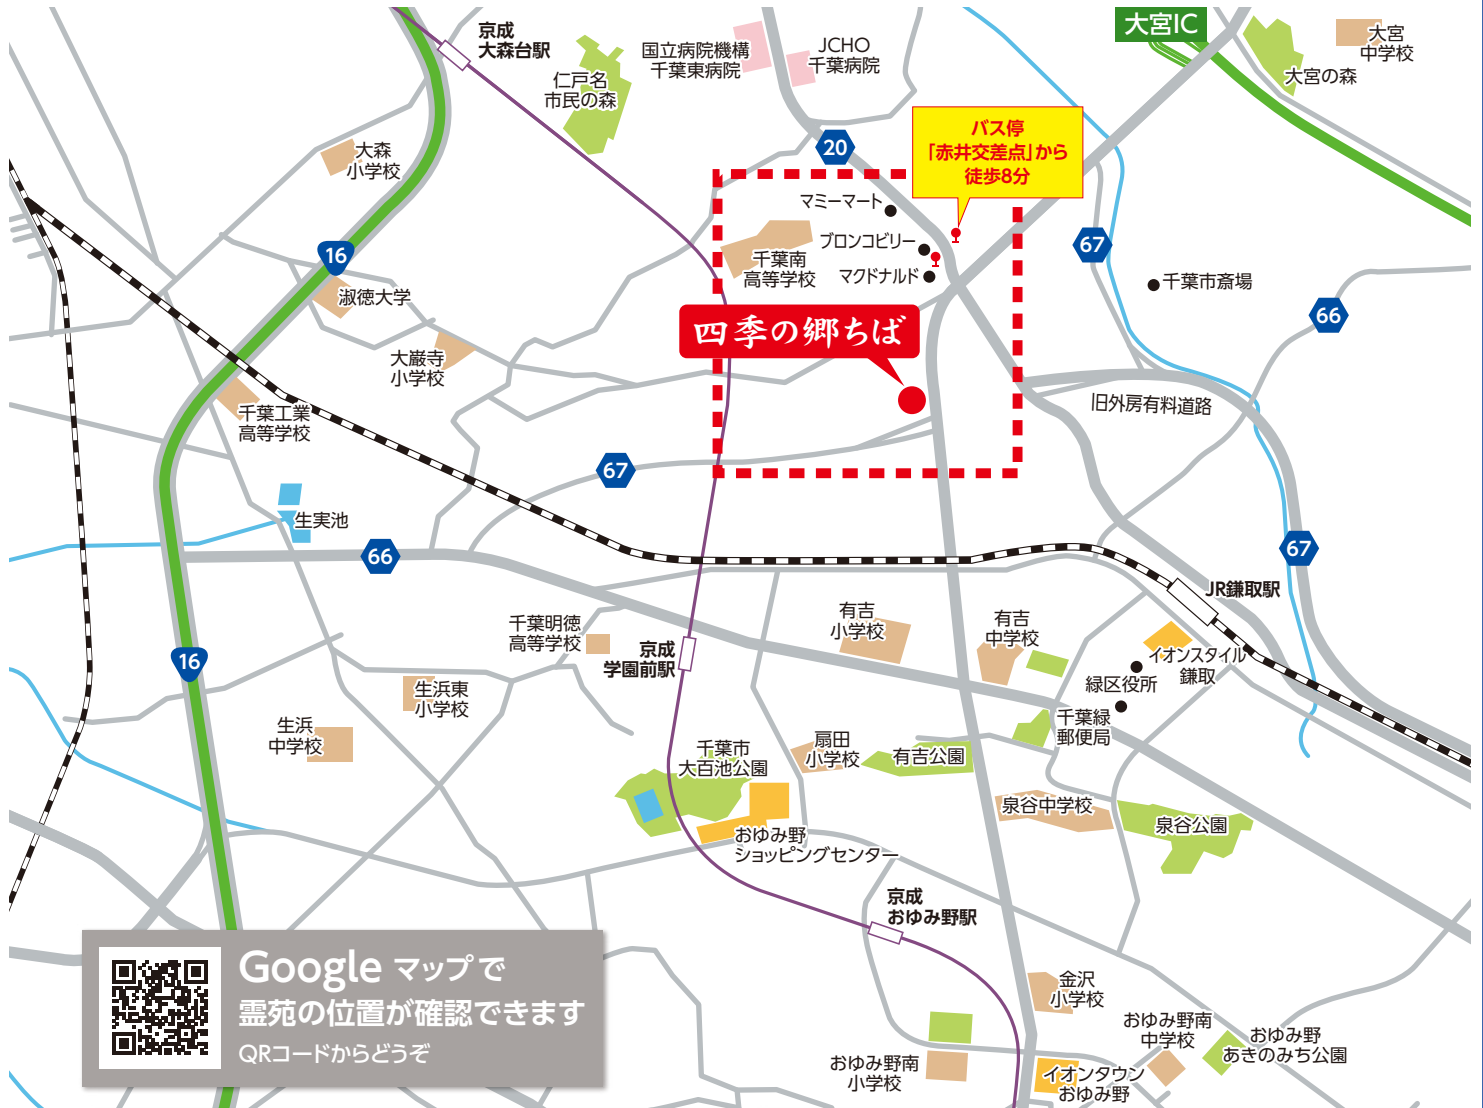 京成
大森台駅
仁戸名
市民の森
国立病院機構
千葉東病院
JCHO
千葉病院
大宮IC
大宮の森
大宮
中学校
バス停
「赤井交差点」から
徒歩8分
20
大森
小学校
マミーマート
ブロンコビリー
マクドナルド
千葉南
高等学校
67
千葉市斎場
66
16
淑徳大学
四季の郷ちば
大巌寺
小学校
旧外房有料道路
千葉工業
高等学校
67
生実池
66
67
JR鎌取駅
千葉明徳
高等学校
京成
学園前駅
有吉
小学校
有吉
中学校
イオンスタイル
鎌取
緑区役所
千葉緑
郵便局
16
生浜東
小学校
生浜
中学校
千葉市
大百池公園
扇田
小学校
有吉公園
泉谷中学校
泉谷公園
おゆみ野
ショッピングセンター
京成
おゆみ野駅
金沢
小学校
おゆみ野南
中学校
おゆみ野
あきのみち公園
おゆみ野南
小学校
イオンタウン
おゆみ野
Google マップで
霊苑の位置が確認できます
QRコードからどうぞ